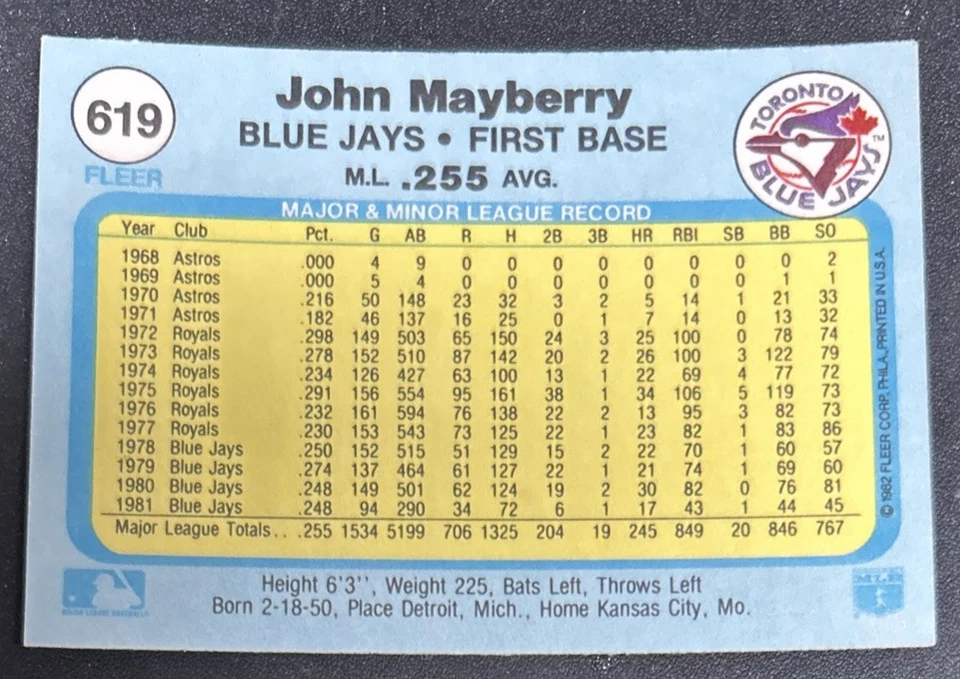 619
FLEER
John Mayberry
BLUE JAYS • FIRST BASE
M.L. .255 AVG.
TORONTO BLUE JAYS TM
MAJOR & MINOR LEAGUE RECORD
Year Club Pct. G AB R H 2B 3B HR RBI SB BB SO
1968 Astros .000 4 9 0 0 0 0 0 0 0 0 2
1969 Astros .000 5 4 0 0 0 0 0 0 0 1 1
1970 Astros .216 50 148 23 32 3 2 5 14 1 21 33
1971 Astros .182 46 137 16 25 0 1 7 14 0 13 32
1972 Royals .298 149 503 65 150 24 3 25 100 0 78 74
1973 Royals .278 152 510 87 142 20 2 26 100 3 122 79
1974 Royals .234 126 427 63 100 13 1 22 69 4 77 72
1975 Royals .291 156 554 95 161 38 1 34 106 5 119 73
1976 Royals .232 161 594 76 138 22 2 13 95 3 82 73
1977 Royals .230 153 543 73 125 22 1 23 82 1 83 86
1978 Blue Jays .250 152 515 51 129 15 2 22 70 1 60 57
1979 Blue Jays .274 137 464 61 127 22 1 21 74 1 69 60
1980 Blue Jays .248 149 501 62 124 19 2 30 82 0 76 81
1981 Blue Jays .248 94 290 34 72 6 1 17 43 1 44 45
Major League Totals. . .255 1534 5199 706 1325 204 19 245 849 20 846 767
© 1982 FLEER CORP. PHILA., PRINTED IN U.S.A.
Height 6'3'', Weight 225, Bats Left, Throws Left
Born 2-18-50, Place Detroit, Mich., Home Kansas City, Mo.
MAJOR LEAGUE BASEBALL